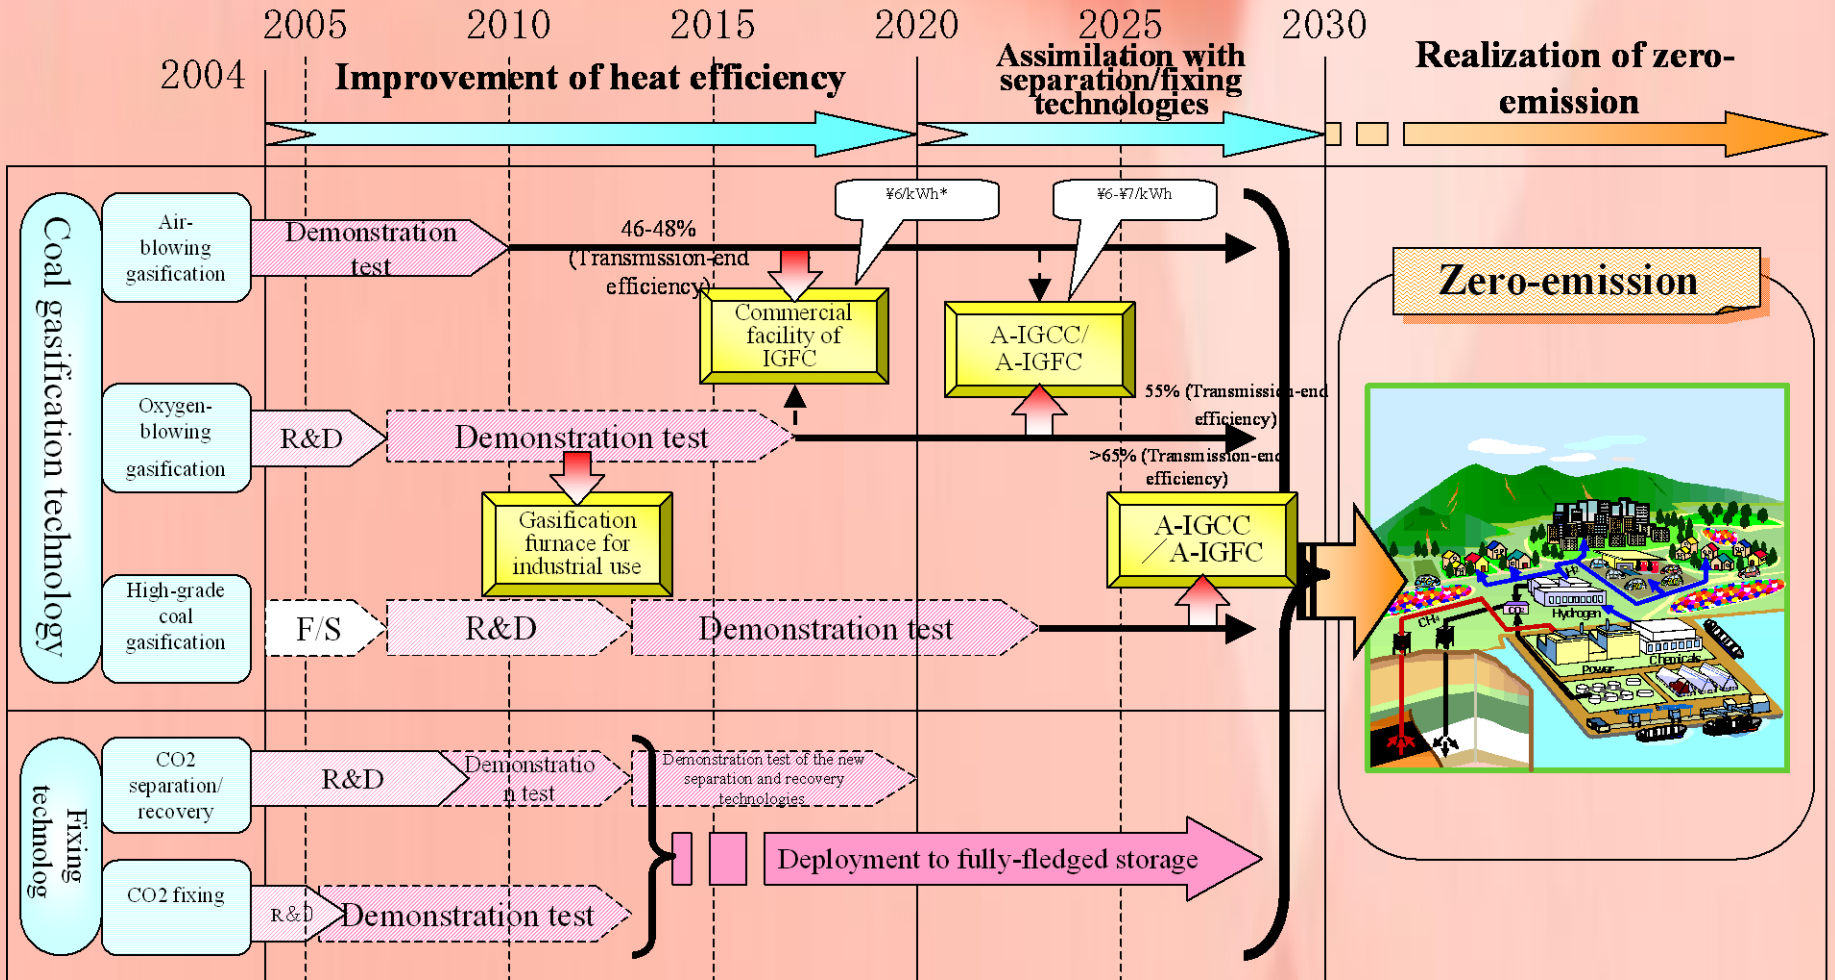 2005
2010
2015
2020
2025
2030
2004
Improvement of heat efficiency
Assimilation with
separation/fixing
technologies
Realization of zero-
emission
Coal gasification technology
Air-
blowing
gasification
Demonstration
test
46-48%
(Transmission-end
efficiency)
¥6/kWh*
¥6-¥7/kWh
Commercial
facility of
IGFC
A-IGCC/
A-IGFC
Zero-emission
Oxygen-
blowing
gasification
R&D
Demonstration test
55% (Transmission-end
efficiency)
>65% (Transmission-end
efficiency)
Gasification
furnace for
industrial use
A-IGCC
／A-IGFC
High-grade
coal
gasification
F/S
R&D
Demonstration test
H₂
CO2
Hydrogen
CH₄
Power
Chemicals
Fixing
technolog
CO2
separation/
recovery
R&D
Demonstratio
n test
Demonstration test of the new
separation and recovery
technologies
Deployment to fully-fledged storage
CO2 fixing
R&D
Demonstration test